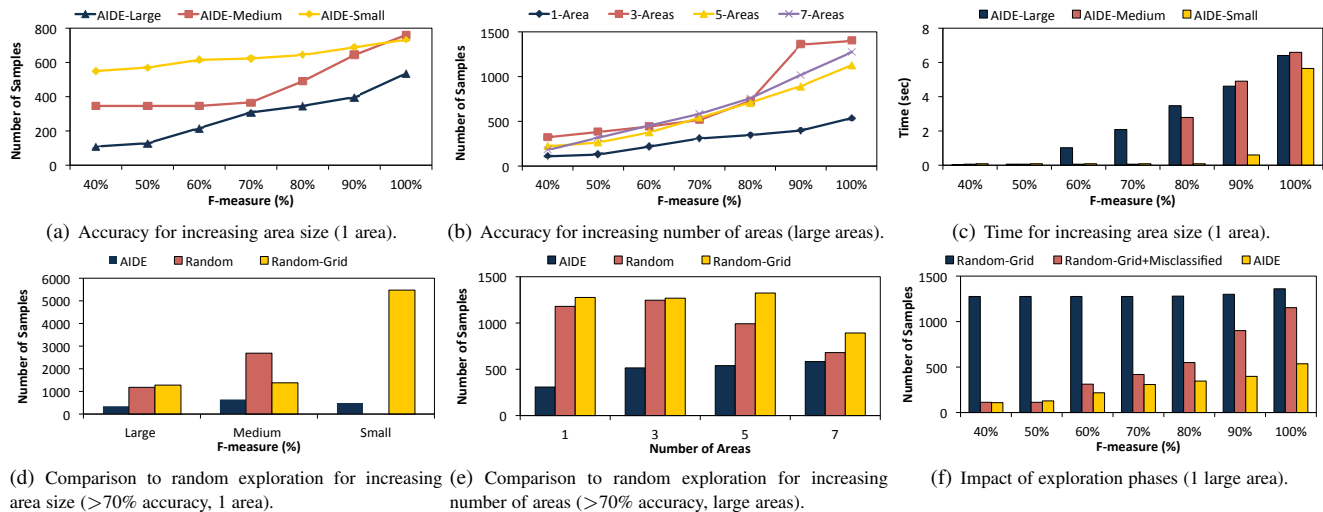 AIDE-Large AIDE-Medium AIDE-Small
Number of Samples
800
600
400
200
0
40% 50% 60% 70% 80% 90% 100%
F-measure (%)
(a) Accuracy for increasing area size (1 area).
1-Area 3-Areas 5-Areas 7-Areas
Number of Samples
1500
1000
500
0
40% 50% 60% 70% 80% 90% 100%
F-measure (%)
(b) Accuracy for increasing number of areas (large areas).
AIDE-Large AIDE-Medium AIDE-Small
Time (sec)
8
6
4
2
0
40% 50% 60% 70% 80% 90% 100%
F-measure (%)
(c) Time for increasing area size (1 area).
AIDE Random Random-Grid
Number of Samples
6000
5000
4000
3000
2000
1000
0
Large Medium Small
F-measure (%)
(d) Comparison to random exploration for increasing
area size (>70% accuracy, 1 area).
AIDE Random Random-Grid
Number of Samples
1500
1000
500
0
1 3 5 7
Number of Areas
(e) Comparison to random exploration for increasing
number of areas (>70% accuracy, large areas).
Random-Grid Random-Grid+Misclassified AIDE
Number of Samples
1500
1000
500
0
40% 50% 60% 70% 80% 90% 100%
F-measure (%)
(f) Impact of exploration phases (1 large area).